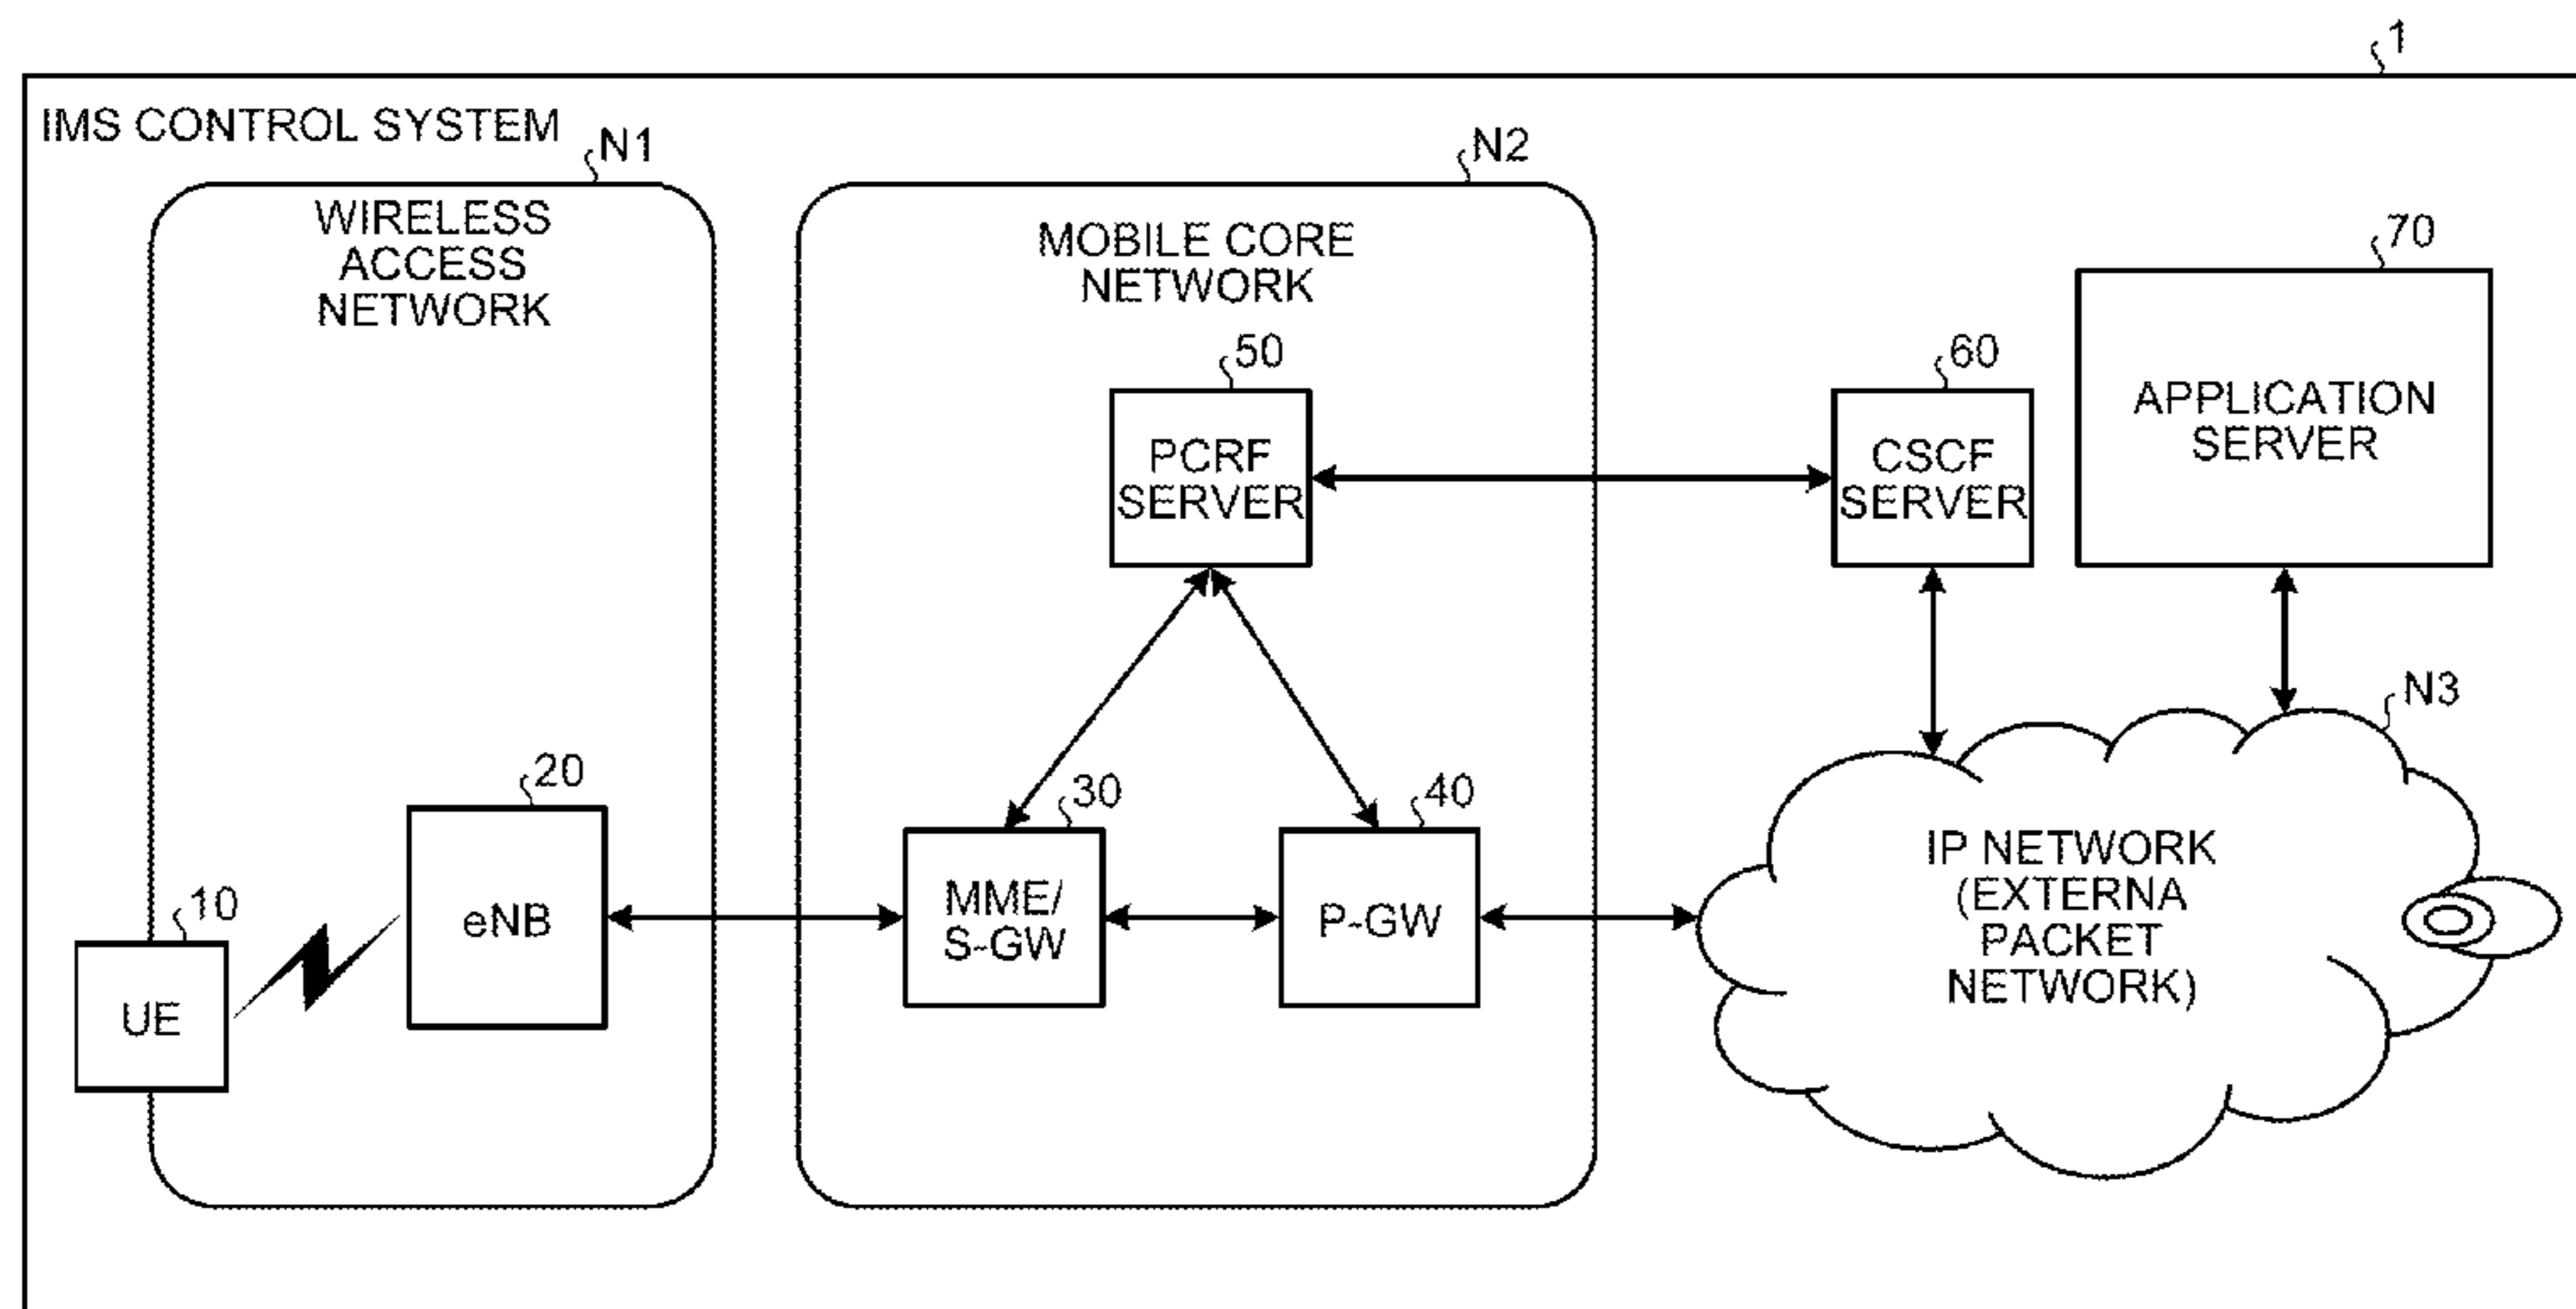 1
IMS CONTROL SYSTEM
N1
N2
WIRELESS
ACCESS
NETWORK
MOBILE CORE
NETWORK
70
APPLICATION
SERVER
50
PCRF
SERVER
60
CSCF
SERVER
N3
20
eNB
30
MME/
S-GW
40
P-GW
IP NETWORK
(EXTERNA
PACKET
NETWORK)
10
UE